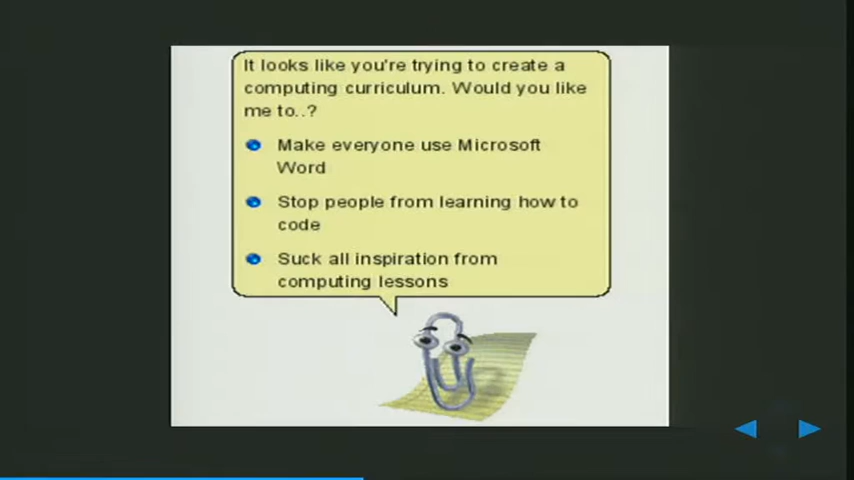 It looks like you're trying to create a
computing curriculum. Would you like
me to..?
Make everyone use Microsoft
Word
Stop people from learning how to
code
Suck all inspiration from
computing lessons